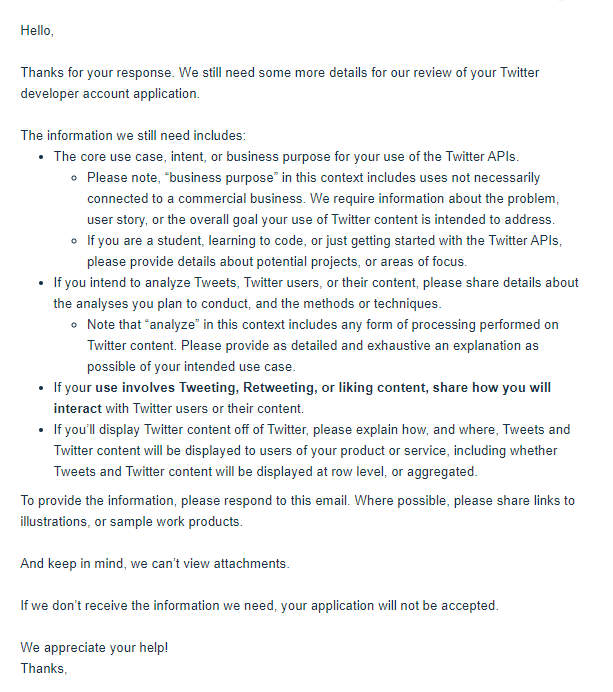 Hello,
Thanks for your response. We still need some more details for our review of your Twitter
developer account application.
The information we still need includes:
• The core use case, intent, or business purpose for your use of the Twitter APIs.
◦ Please note, “business purpose” in this context includes uses not necessarily
connected to a commercial business. We require information about the problem,
user story, or the overall goal your use of Twitter content is intended to address.
◦ If you are a student, learning to code, or just getting started with the Twitter APIs,
please provide details about potential projects, or areas of focus.
• If you intend to analyze Tweets, Twitter users, or their content, please share details about
the analyses you plan to conduct, and the methods or techniques.
◦ Note that “analyze” in this context includes any form of processing performed on
Twitter content. Please provide as detailed and exhaustive an explanation as
possible of your intended use case.
• If your use involves Tweeting, Retweeting, or liking content, share how you will
interact with Twitter users or their content.
• If you’ll display Twitter content off of Twitter, please explain how, and where, Tweets and
Twitter content will be displayed to users of your product or service, including whether
Tweets and Twitter content will be displayed at row level, or aggregated.
To provide the information, please respond to this email. Where possible, please share links to
illustrations, or sample work products.
And keep in mind, we can’t view attachments.
If we don’t receive the information we need, your application will not be accepted.
We appreciate your help!
Thanks,